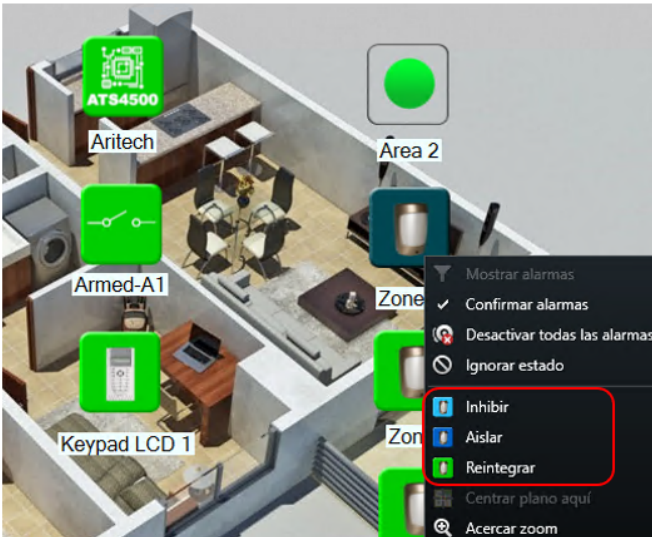 ATS4500
Aritech
Area 2
Armed-A1
Zone
Mostrar alarmas
Confirmar alarmas
Desactivar todas las alarmas
Ignorar estado
Keypad LCD 1
Zon
Inhibir
Aislar
Reintegrar
Centrar plano aquí
Acercar zoom